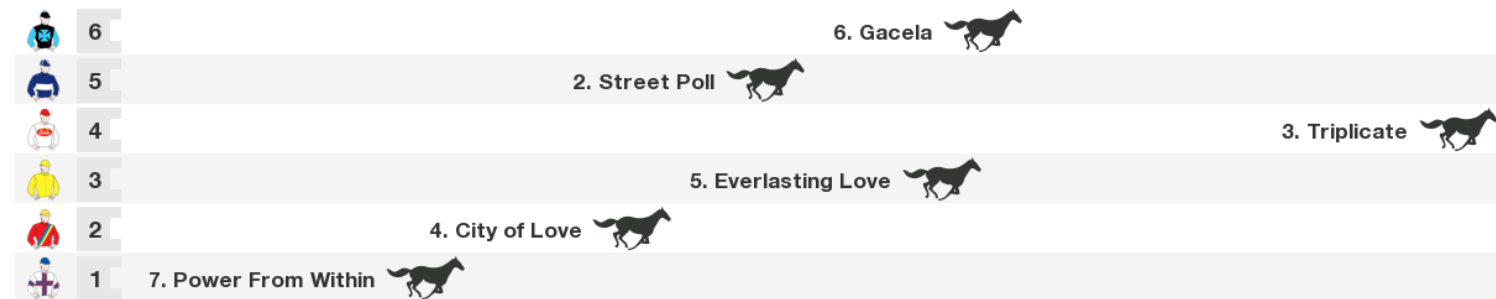 6 6. Gacela
5 2. Street Poll
4 3. Triplicate
3 5. Everlasting Love
2 4. City of Love
1 7. Power From Within